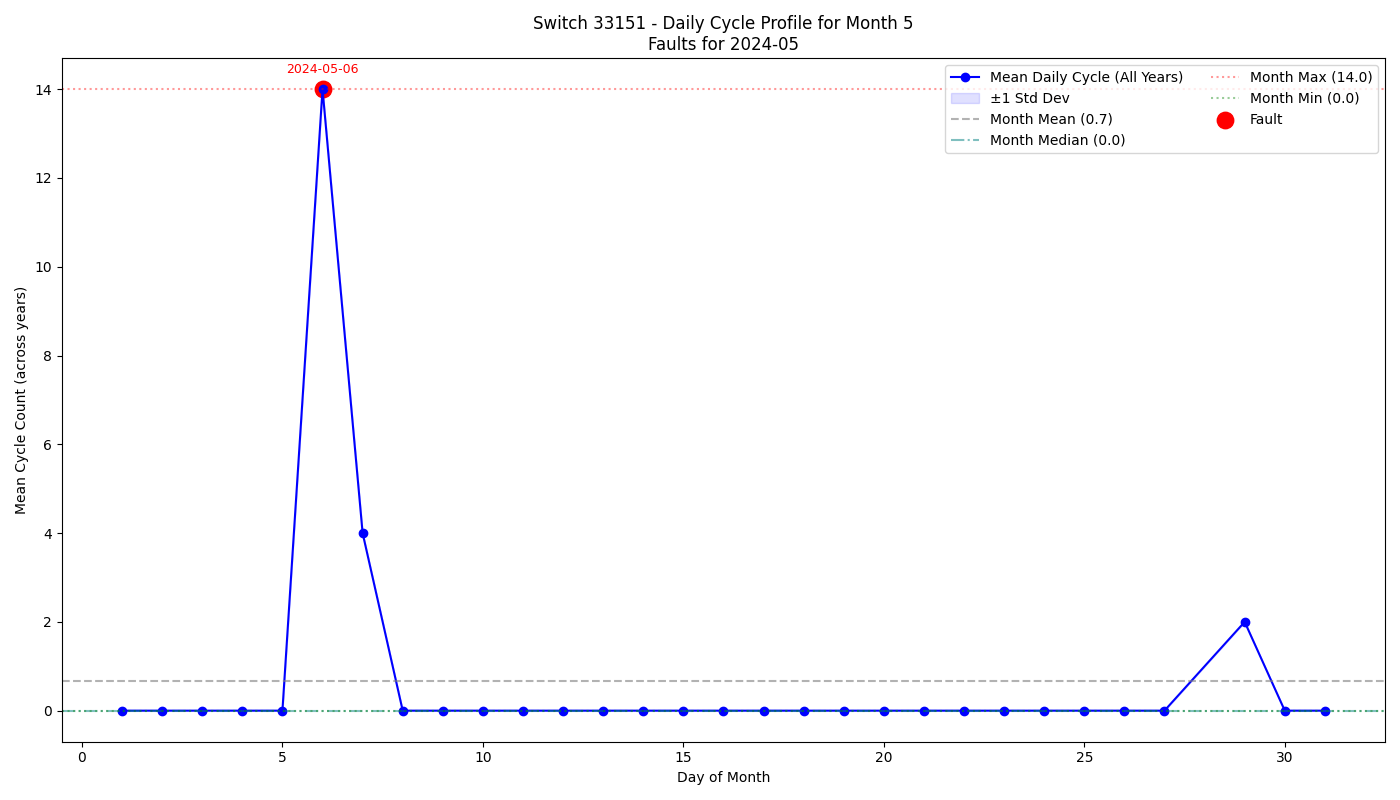 Switch 33151 - Daily Cycle Profile for Month 5
Faults for 2024-05
2024-05-06
Mean Daily Cycle (All Years)
±1 Std Dev
Month Mean (0.7)
Month Median (0.0)
Month Max (14.0)
Month Min (0.0)
Fault
Mean Cycle Count (across years)
14
12
10
8
6
4
2
0
0 5 10 15 20 25 30
Day of Month